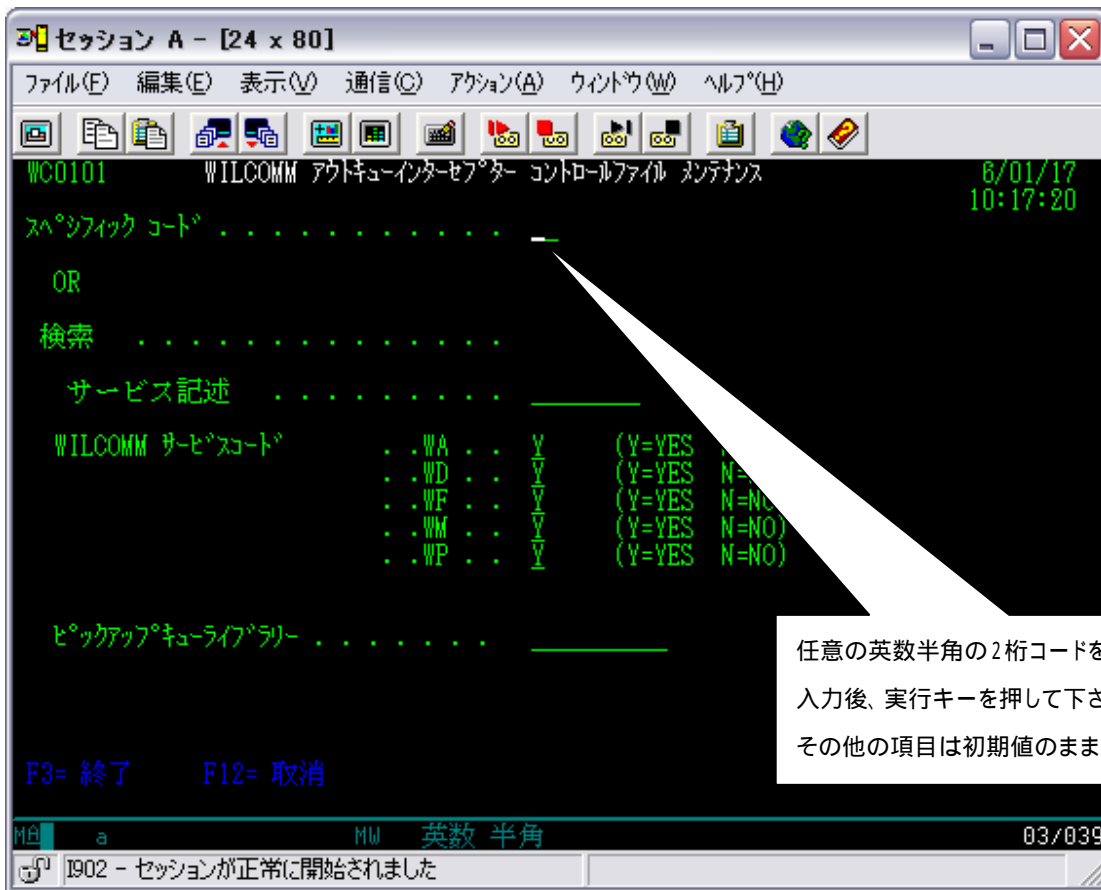 セッション A - [24 x 80]
ファイル(F) 編集(E) 表示(V) 通信(C) アクション(A) ウィンドウ(W) ヘルプ(H)
WC0101 WILCOMM アウトキューインターセプター コントロールファイル メンテナンス 6/01/17
10:17:20
スペシフィック コード . . . . . . . . . . .
OR
検索 . . . . . . . . . . . . . .
サービス記述 . . . . . . . . .
WILCOMM サービスコード . .WA . . Y (Y=YES
. .WD . . Y (Y=YES N=
. .WF . . Y (Y=YES N=NO
. .WM . . Y (Y=YES N=NO)
. .WP . . Y (Y=YES N=NO)
ピックアップキューライブラリー . . . . . . .
任意の英数半角の2桁コードを
入力後、実行キーを押して下さ
その他の項目は初期値のまま
F3= 終了 F12= 取消
MA a MW 英数 半角 03/039
I902 - セッションが正常に開始されました